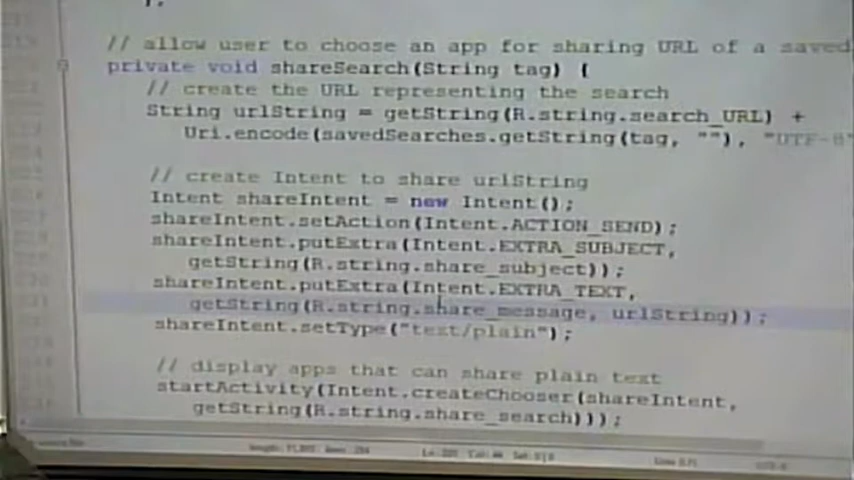 // allow user to choose an app for sharing URL of a saved
private void shareSearch(String tag) {
// create the URL representing the search
String urlString = getString(R.string.search_URL) +
Uri.encode(savedSearches.getString(tag, ""), "UTF-8"
// create Intent to share urlString
Intent shareIntent = new Intent();
shareIntent.setAction(Intent.ACTION_SEND);
shareIntent.putExtra(Intent.EXTRA_SUBJECT,
getString(R.string.share_subject));
shareIntent.putExtra(Intent.EXTRA_TEXT,
getString(R.string.share_message, urlString));
shareIntent.setType("text/plain");
// display apps that can share plain text
startActivity(Intent.createChooser(shareIntent,
getString(R.string.share_search)));